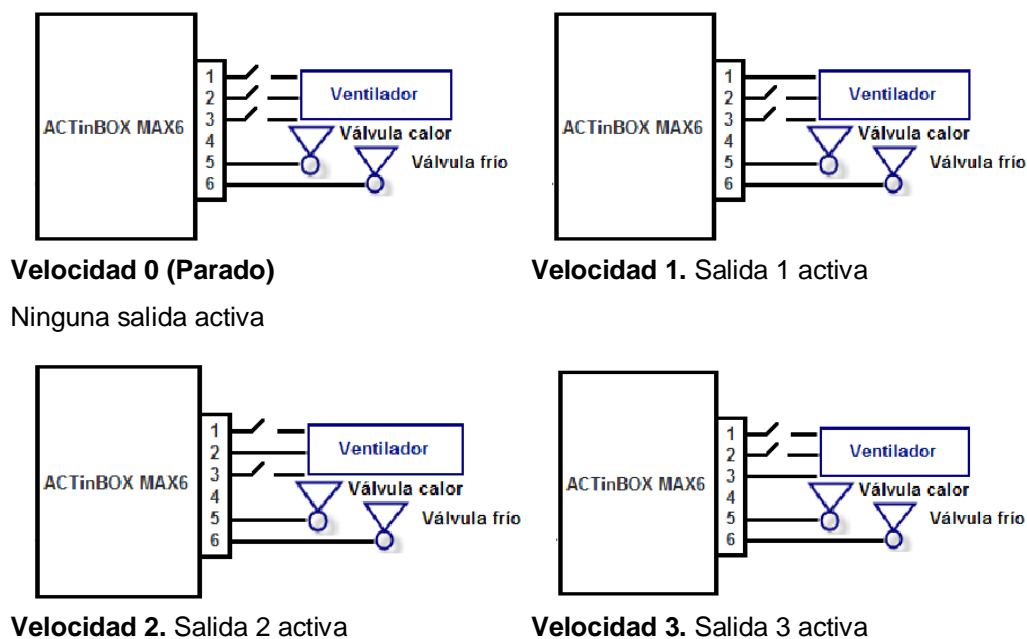 ACTinBOX MAX6
1
2
3
4
5
6
Ventilador
Válvula calor
Válvula frío
Velocidad 0 (Parado)
Ninguna salida activa
ACTinBOX MAX6
1
2
3
4
5
6
Ventilador
Válvula calor
Válvula frío
Velocidad 1. Salida 1 activa
ACTinBOX MAX6
1
2
3
4
5
6
Ventilador
Válvula calor
Válvula frío
Velocidad 2. Salida 2 activa
ACTinBOX MAX6
1
2
3
4
5
6
Ventilador
Válvula calor
Válvula frío
Velocidad 3. Salida 3 activa